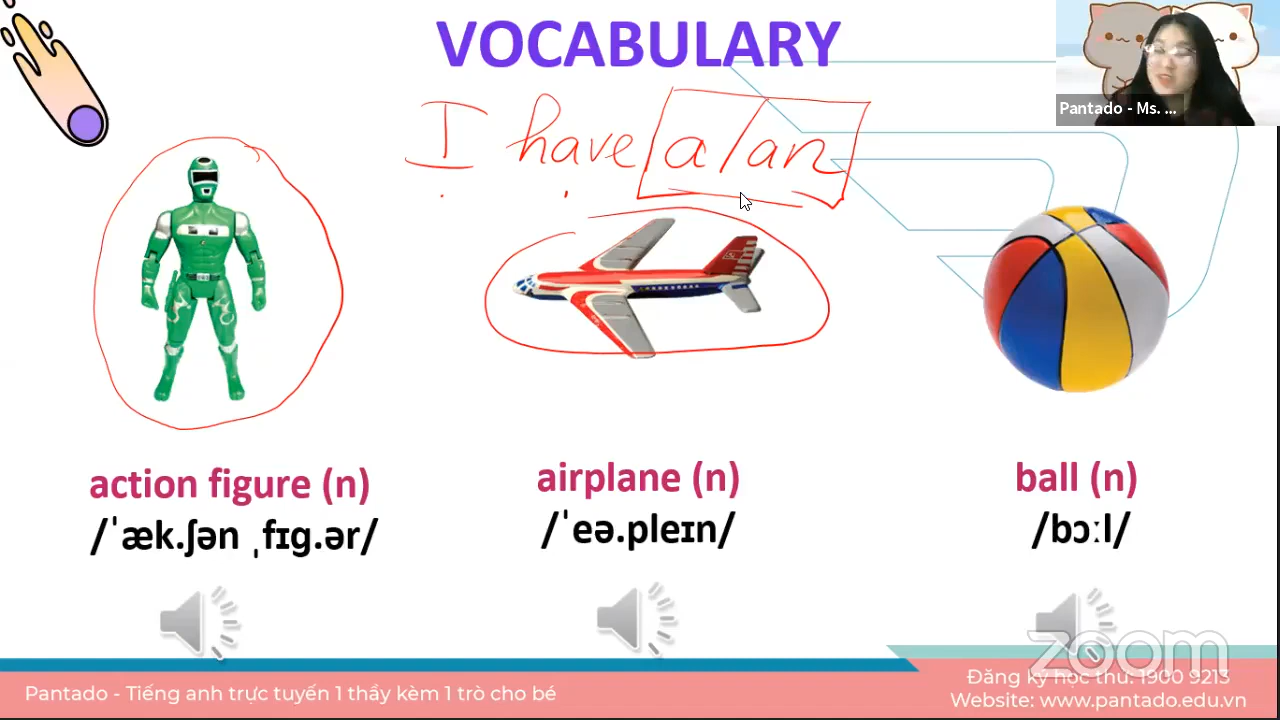 VOCABULARY
Pantado - Ms. ...
I have a/an
action figure (n)
/ˈæk.ʃən ˌfɪɡ.ər/
airplane (n)
/ˈeə.pleɪn/
ball (n)
/bɔːl/
zoom
Pantado - Tiếng anh trực tuyến 1 thầy kèm 1 trò cho bé
Đăng ký học thử: 1900 9213
Website: www.pantado.edu.vn